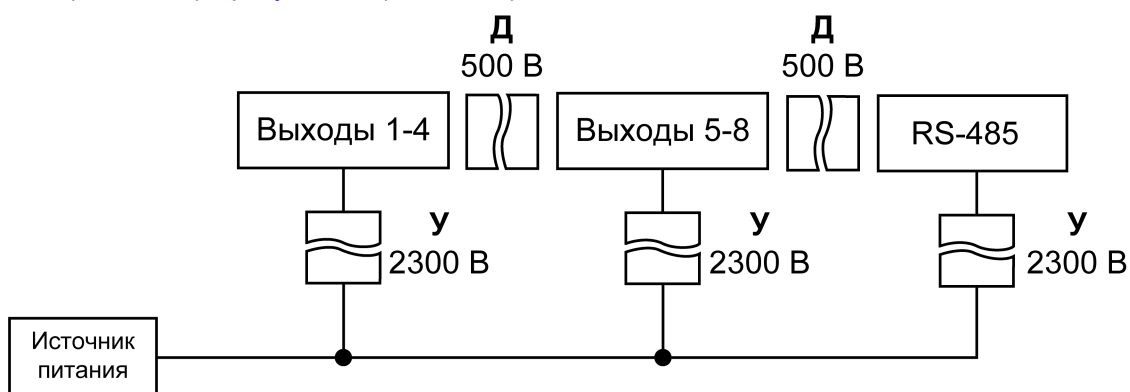 Д
500 В
Д
500 В
Выходы 1-4
Выходы 5-8
RS-485
У
2300 В
У
2300 В
У
2300 В
Источник
питания